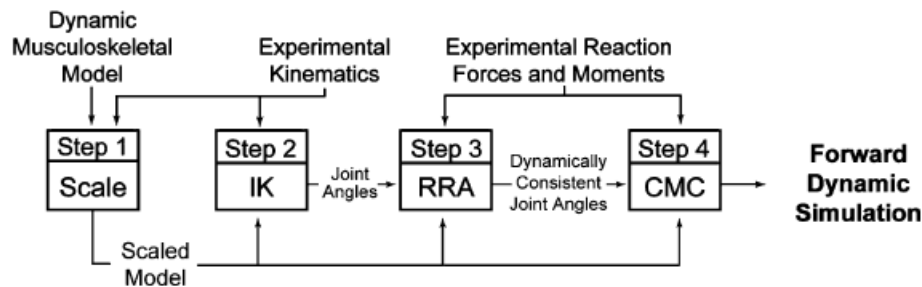 Dynamic
Musculoskeletal
Model
Experimental
Kinematics
Experimental Reaction
Forces and Moments
Step 1
Scale
Step 2
IK
Joint
Angles
Step 3
RRA
Dynamically
Consistent
Joint Angles
Step 4
CMC
Forward
Dynamic
Simulation
Scaled
Model